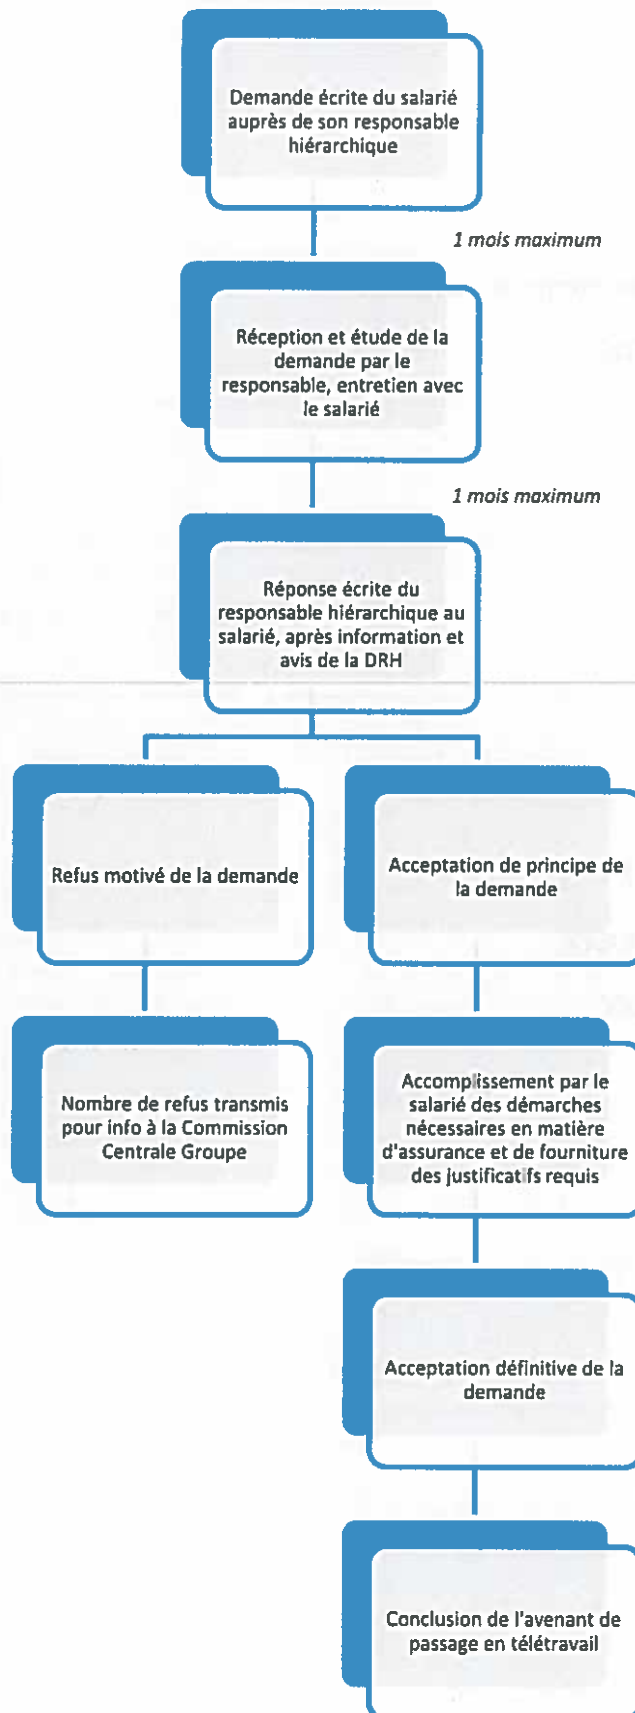 Demande écrite du salarié
auprès de son responsable
hiérarchique
1 mois maximum
Réception et étude de la
demande par le
responsable, entretien avec
le salarié
1 mois maximum
Réponse écrite du
responsable hiérarchique au
salarié, après information et
avis de la DRH
Refus motivé de la demande
Acceptation de principe de
la demande
Nombre de refus transmis
pour info à la Commission
Centrale Groupe
Accomplissement par le
salarié des démarches
nécessaires en matière
d'assurance et de fourniture
des justificatifs requis
Acceptation définitive de la
demande
Conclusion de l'avenant de
passage en télétravail